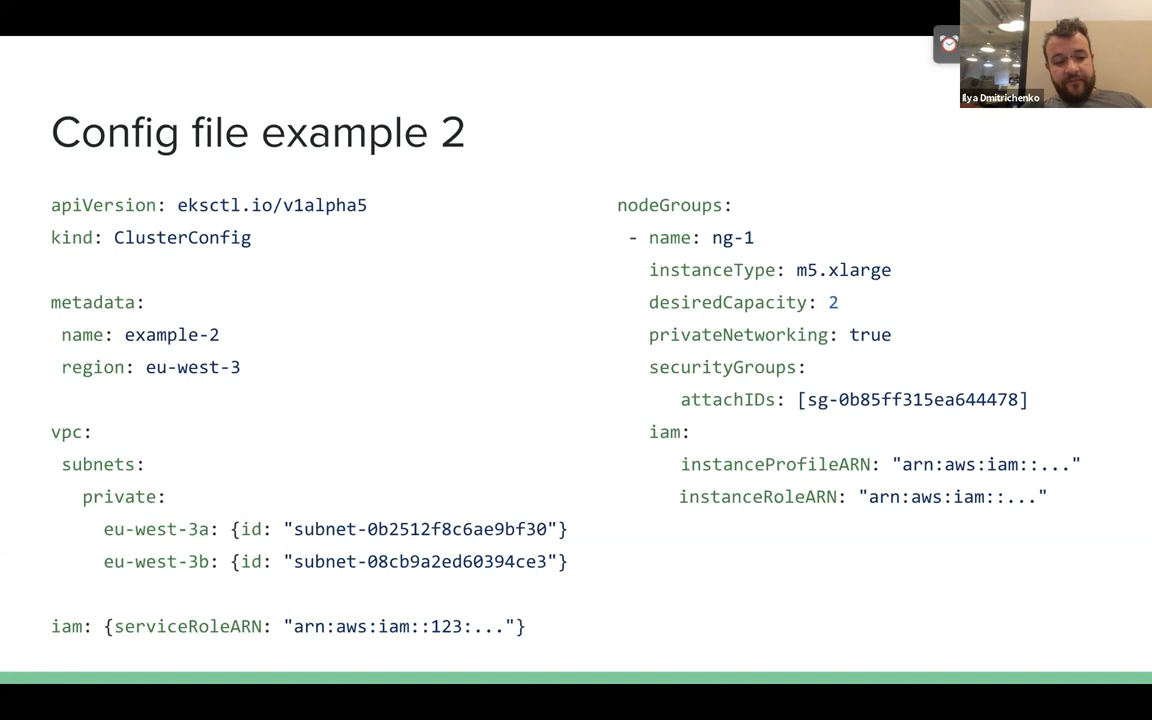 Config file example 2
apiVersion: eksctl.io/v1alpha5
kind: ClusterConfig
metadata:
name: example-2
region: eu-west-3
vpc:
subnets:
private:
eu-west-3a: {id: "subnet-0b2512f8c6ae9bf30"}
eu-west-3b: {id: "subnet-08cb9a2ed60394ce3"}
iam: {serviceRoleARN: "arn:aws:iam::123:..."}
nodeGroups:
- name: ng-1
instanceType: m5.xlarge
desiredCapacity: 2
privateNetworking: true
securityGroups:
attachIDs: [sg-0b85ff315ea644478]
iam:
instanceProfileARN: "arn:aws:iam::..."
instanceRoleARN: "arn:aws:iam::..."
Ilya Dmitrichenko